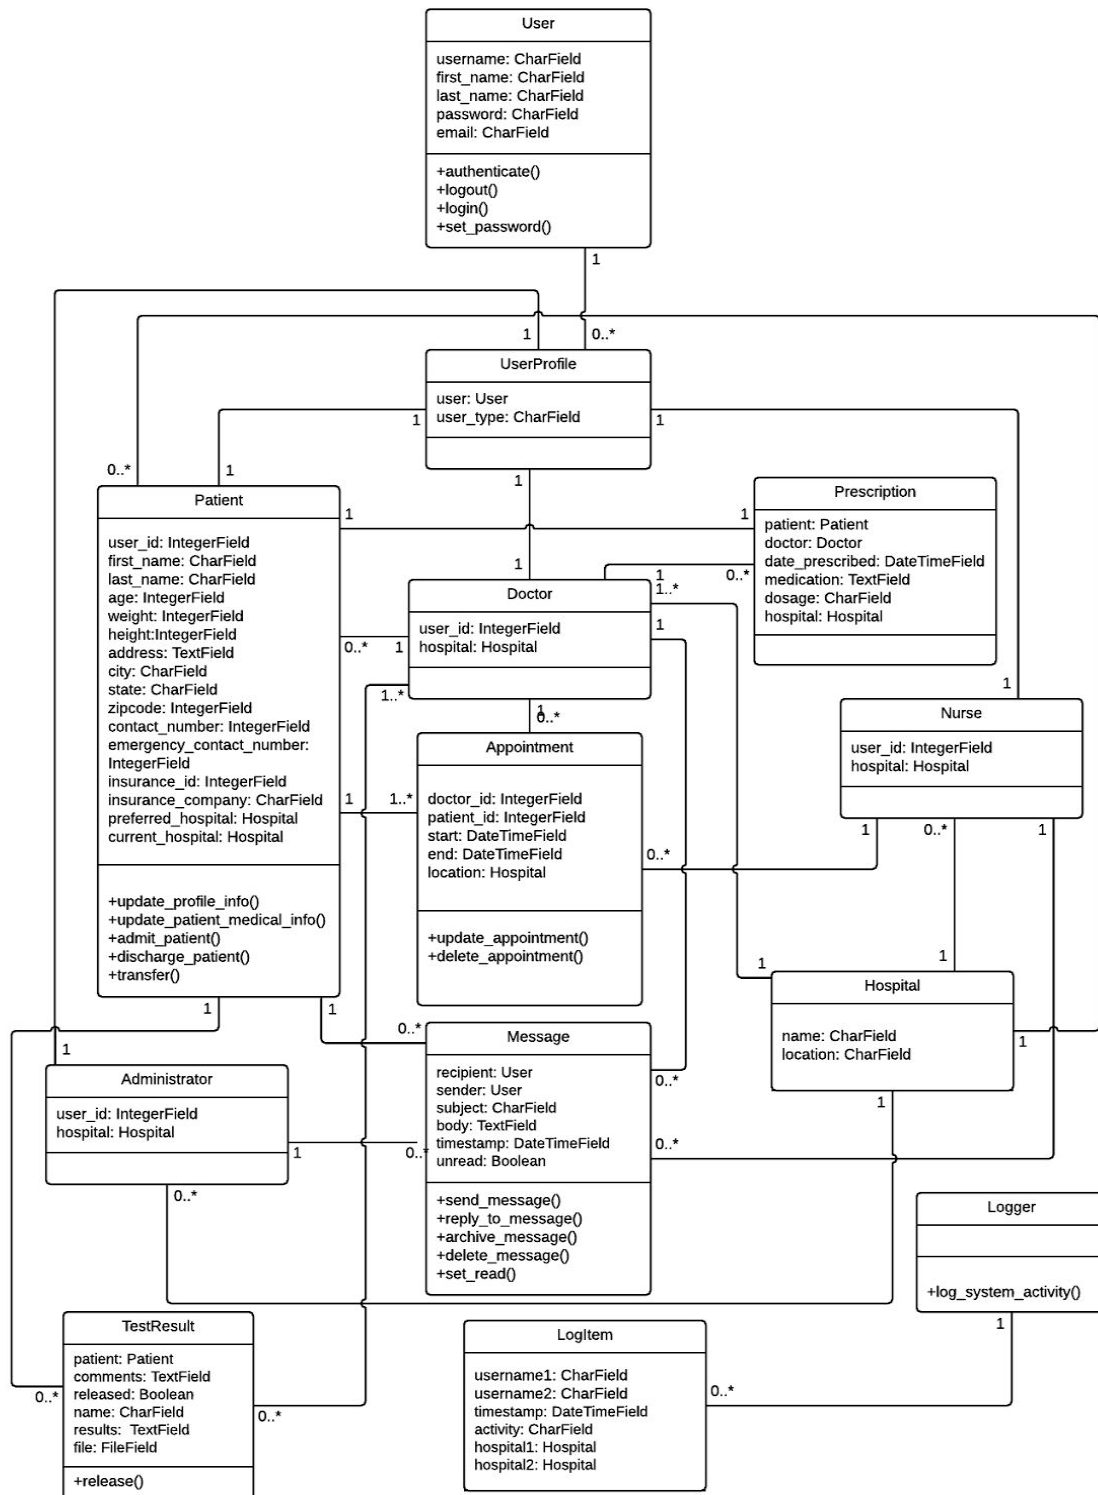 User
username: CharField
first_name: CharField
last_name: CharField
password: CharField
email: CharField
+authenticate()
+logout()
+login()
+set_password()
1
1
0..*
UserProfile
user: User
user_type: CharField
1
1
1
0..*
1
Patient
user_id: IntegerField
first_name: CharField
last_name: CharField
age: IntegerField
weight: IntegerField
height:IntegerField
address: TextField
city: CharField
state: CharField
zipcode: IntegerField
contact_number: IntegerField
emergency_contact_number:
IntegerField
insurance_id: IntegerField
insurance_company: CharField
preferred_hospital: Hospital
current_hospital: Hospital
+update_profile_info()
+update_patient_medical_info()
+admit_patient()
+discharge_patient()
+transfer()
1
1
Prescription
patient: Patient
doctor: Doctor
date_prescribed: DateTimeField
medication: TextField
dosage: CharField
hospital: Hospital
1
1
0..*
1..*
Doctor
user_id: IntegerField
hospital: Hospital
1
0..*
1
1..*
1
0..*
Appointment
doctor_id: IntegerField
patient_id: IntegerField
start: DateTimeField
end: DateTimeField
location: Hospital
+update_appointment()
+delete_appointment()
1
1..*
0..*
1
Nurse
user_id: IntegerField
hospital: Hospital
1
0..*
1
1
1
Hospital
name: CharField
location: CharField
1
1
1
1
0..*
Message
recipient: User
sender: User
subject: CharField
body: TextField
timestamp: DateTimeField
unread: Boolean
+send_message()
+reply_to_message()
+archive_message()
+delete_message()
+set_read()
0..*
0..*
1
Administrator
user_id: IntegerField
hospital: Hospital
1
0..*
0..*
Logger
+log_system_activity()
1
TestResult
patient: Patient
comments: TextField
released: Boolean
name: CharField
results:  TextField
file: FileField
+release()
0..*
0..*
LogItem
username1: CharField
username2: CharField
timestamp: DateTimeField
activity: CharField
hospital1: Hospital
hospital2: Hospital
0..*